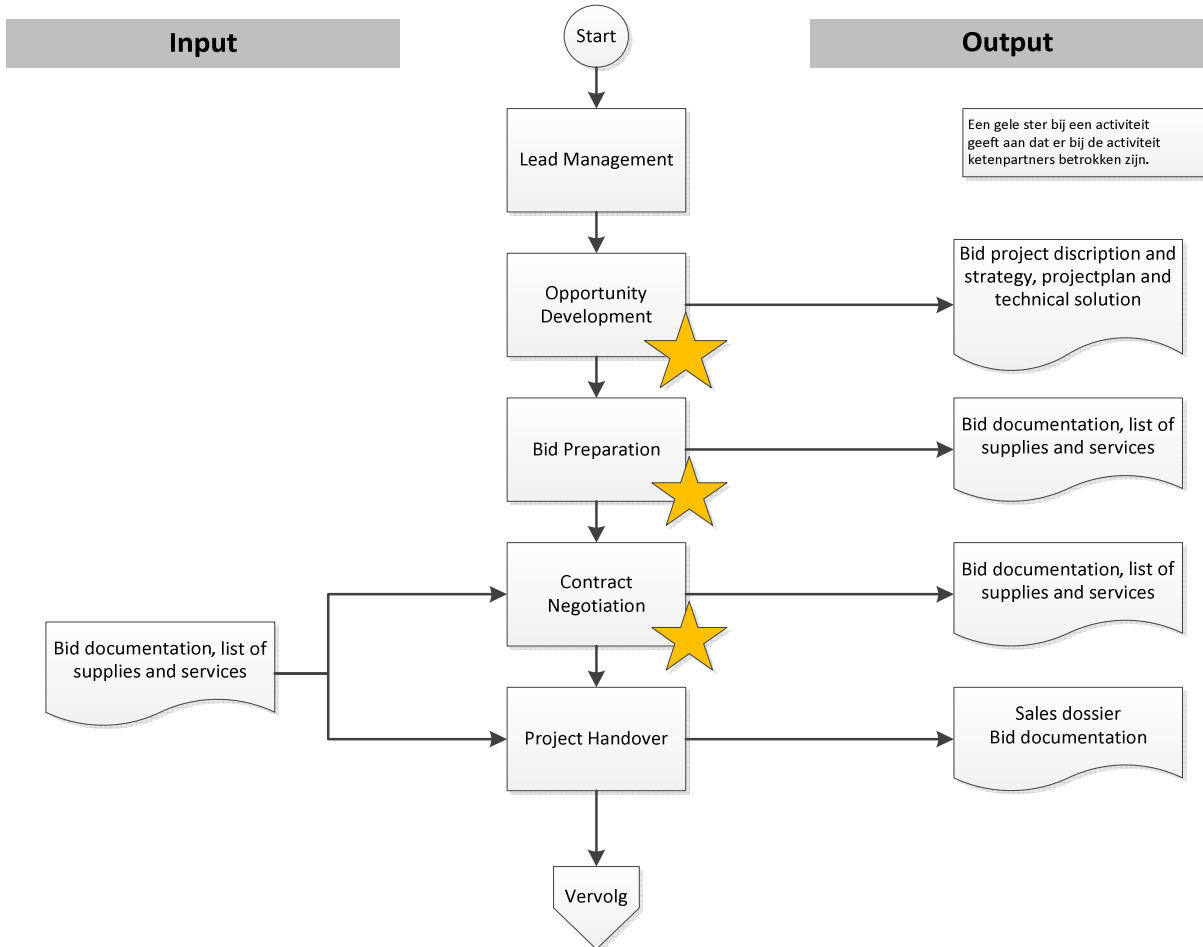 Input
Start
Output
Lead Management
Een gele ster bij een activiteit
geeft aan dat er bij de activiteit
ketenpartners betrokken zijn.
Opportunity
Development
Bid project discription and
strategy, projectplan and
technical solution
Bid Preparation
Bid documentation, list of
supplies and services
Contract
Negotiation
Bid documentation, list of
supplies and services
Bid documentation, list of
supplies and services
Project Handover
Sales dossier
Bid documentation
Vervolg